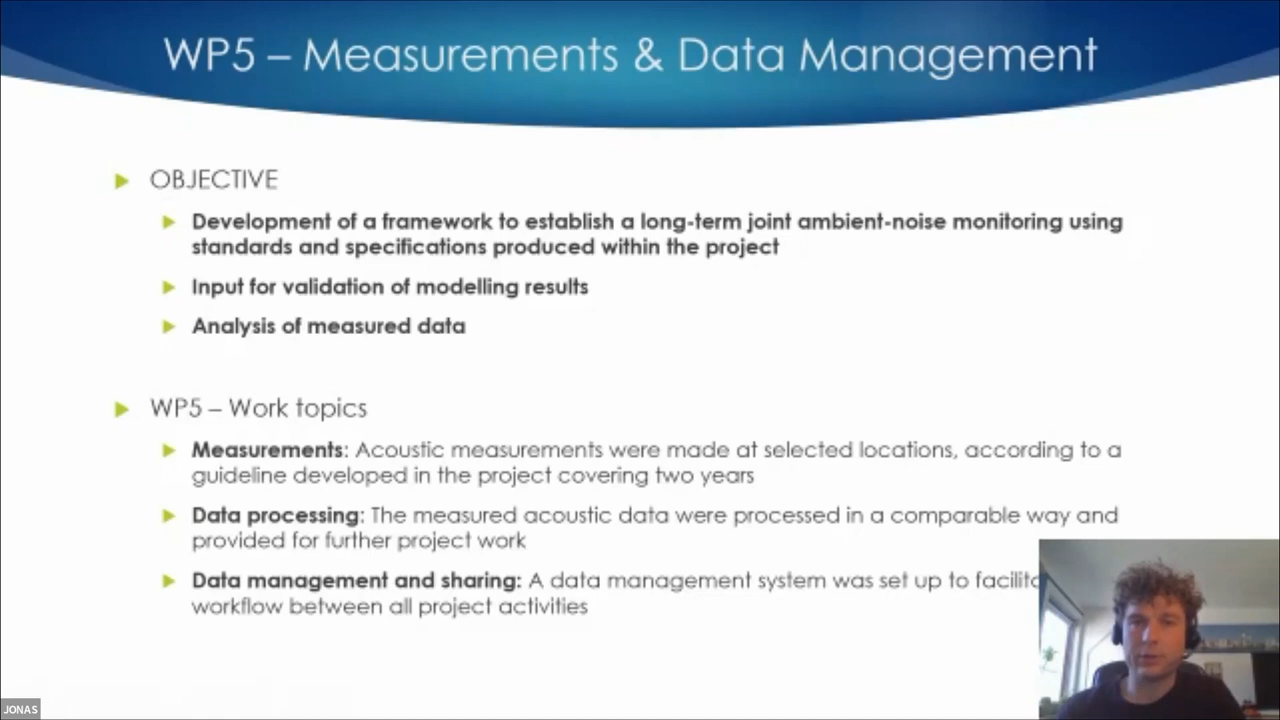 WP5 – Measurements & Data Management
OBJECTIVE
Development of a framework to establish a long-term joint ambient-noise monitoring using
standards and specifications produced within the project
Input for validation of modelling results
Analysis of measured data
WP5 – Work topics
Measurements: Acoustic measurements were made at selected locations, according to a
guideline developed in the project covering two years
Data processing: The measured acoustic data were processed in a comparable way and
provided for further project work
Data management and sharing: A data management system was set up to
workflow between all project activities
JONAS